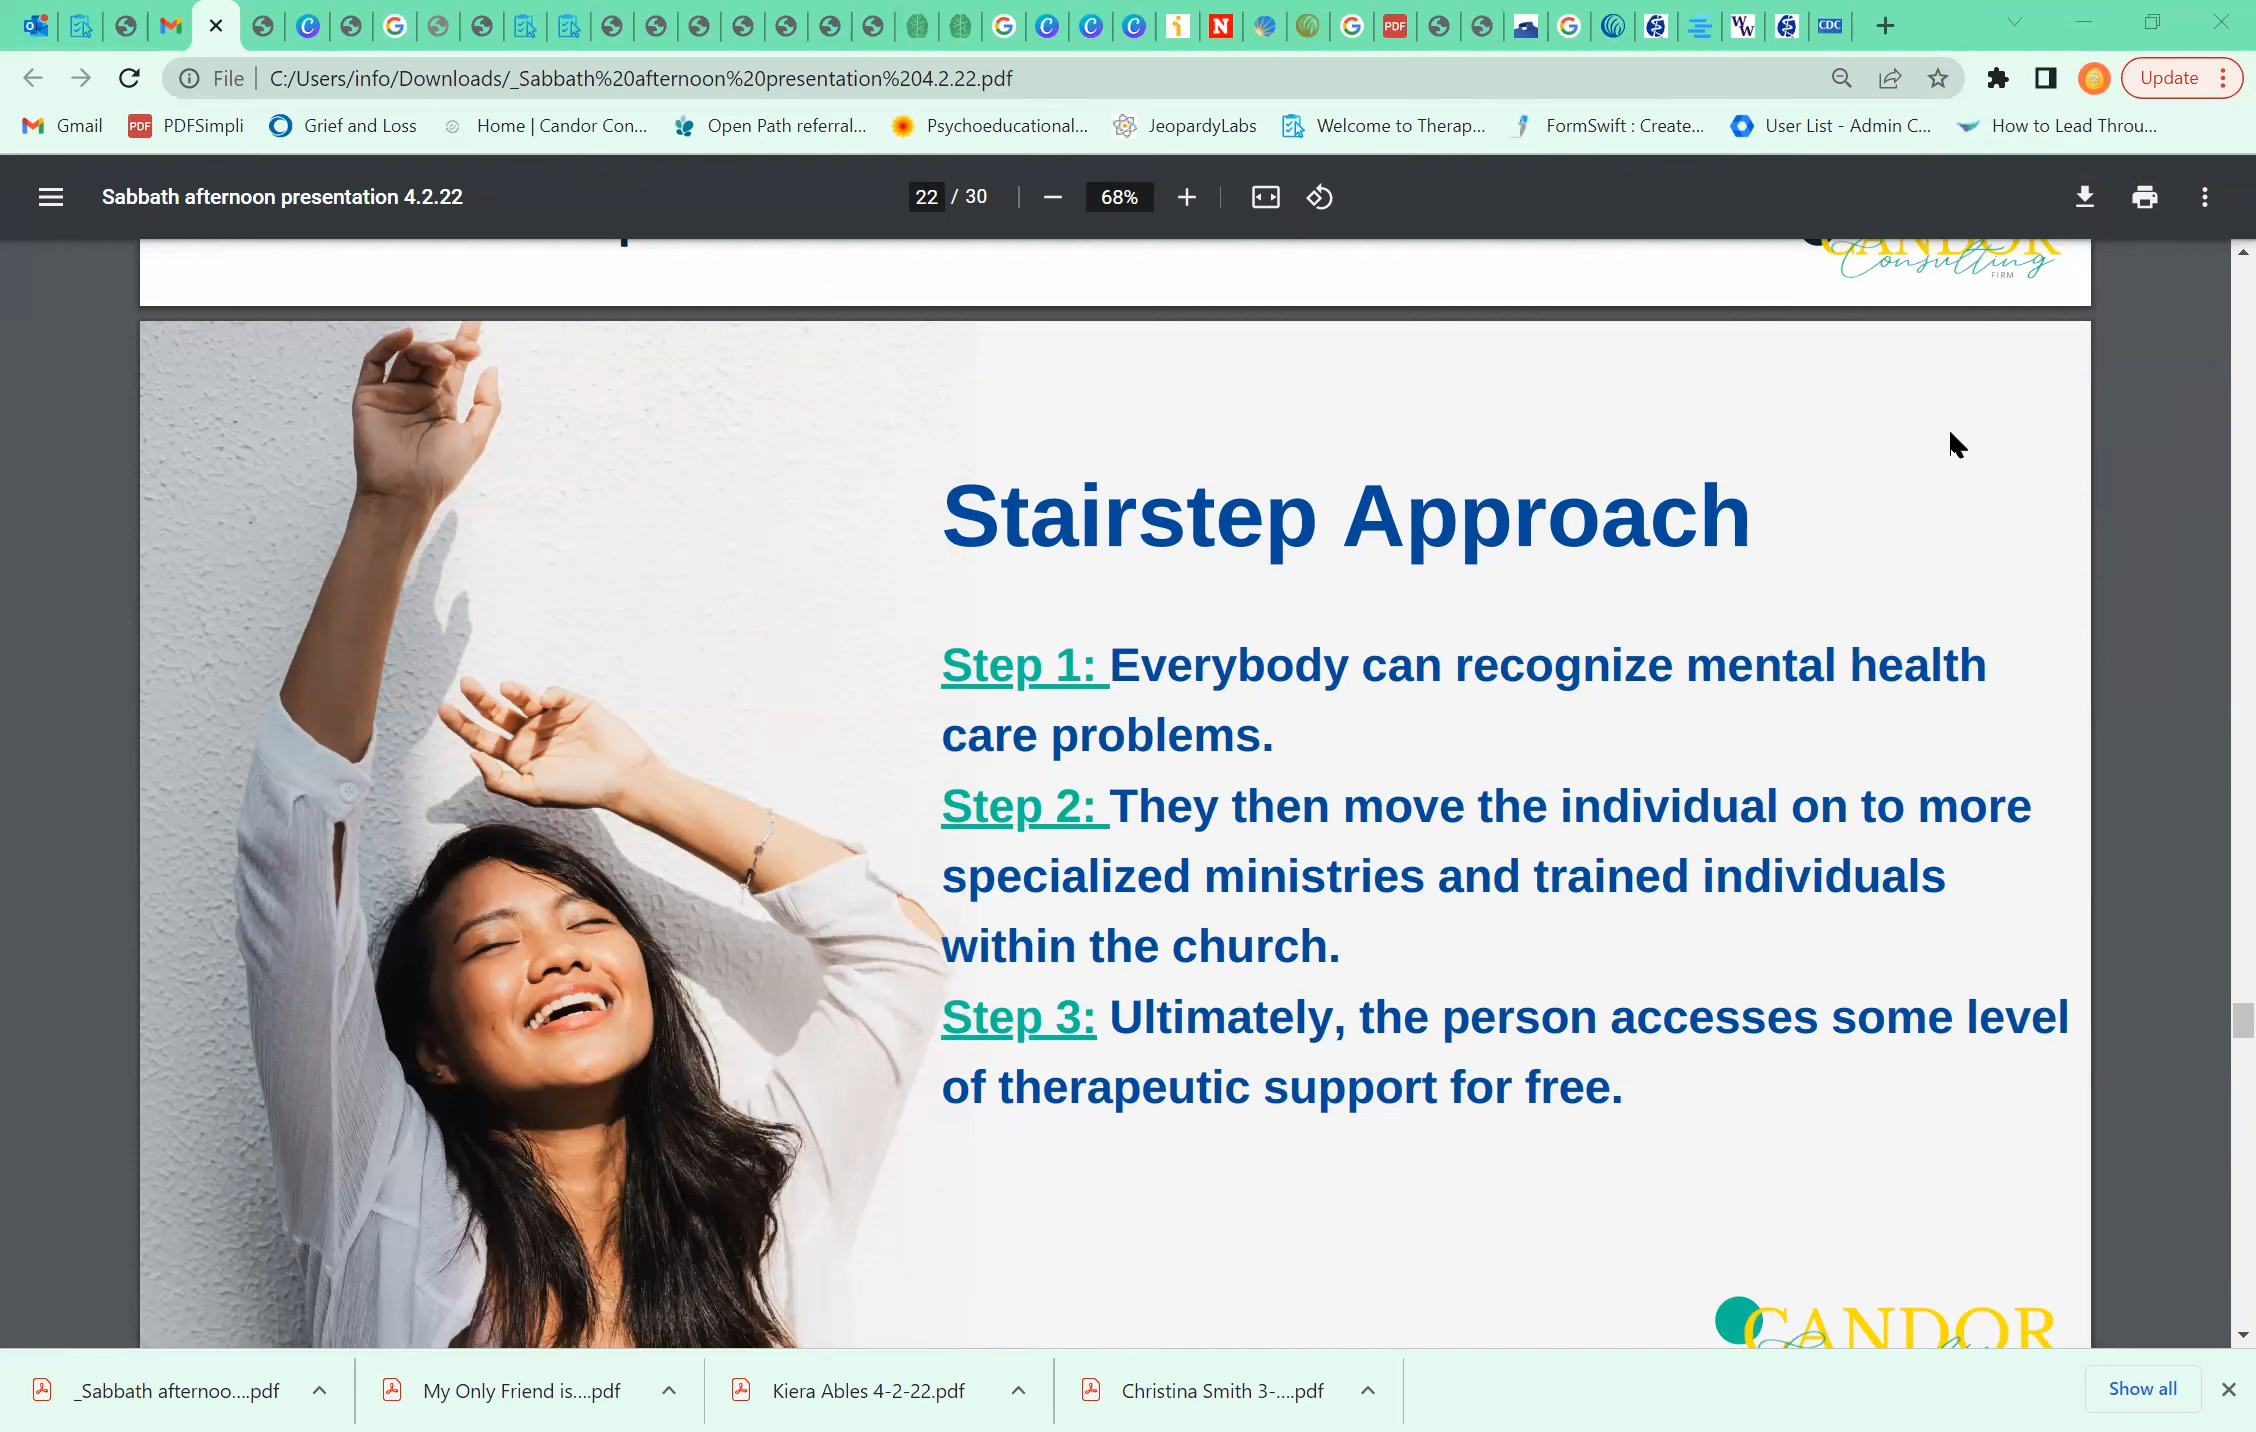 File C:/Users/info/Downloads/_Sabbath%20afternoon%20presentation%204.2.22.pdf
Update
Gmail PDFSimpli Grief and Loss Home | Candor Con... Open Path referral... Psychoeducational... JeopardyLabs Welcome to Therap... FormSwift : Create... User List - Admin C... How to Lead Throu...
Sabbath afternoon presentation 4.2.22 22 / 30 68%
CANDOR
Consulting
FIRM
Stairstep Approach
Step 1: Everybody can recognize mental health
care problems.
Step 2: They then move the individual on to more
specialized ministries and trained individuals
within the church.
Step 3: Ultimately, the person accesses some level
of therapeutic support for free.
CANDOR
_Sabbath afternoo....pdf My Only Friend is....pdf Kiera Ables 4-2-22.pdf Christina Smith 3-....pdf Show all